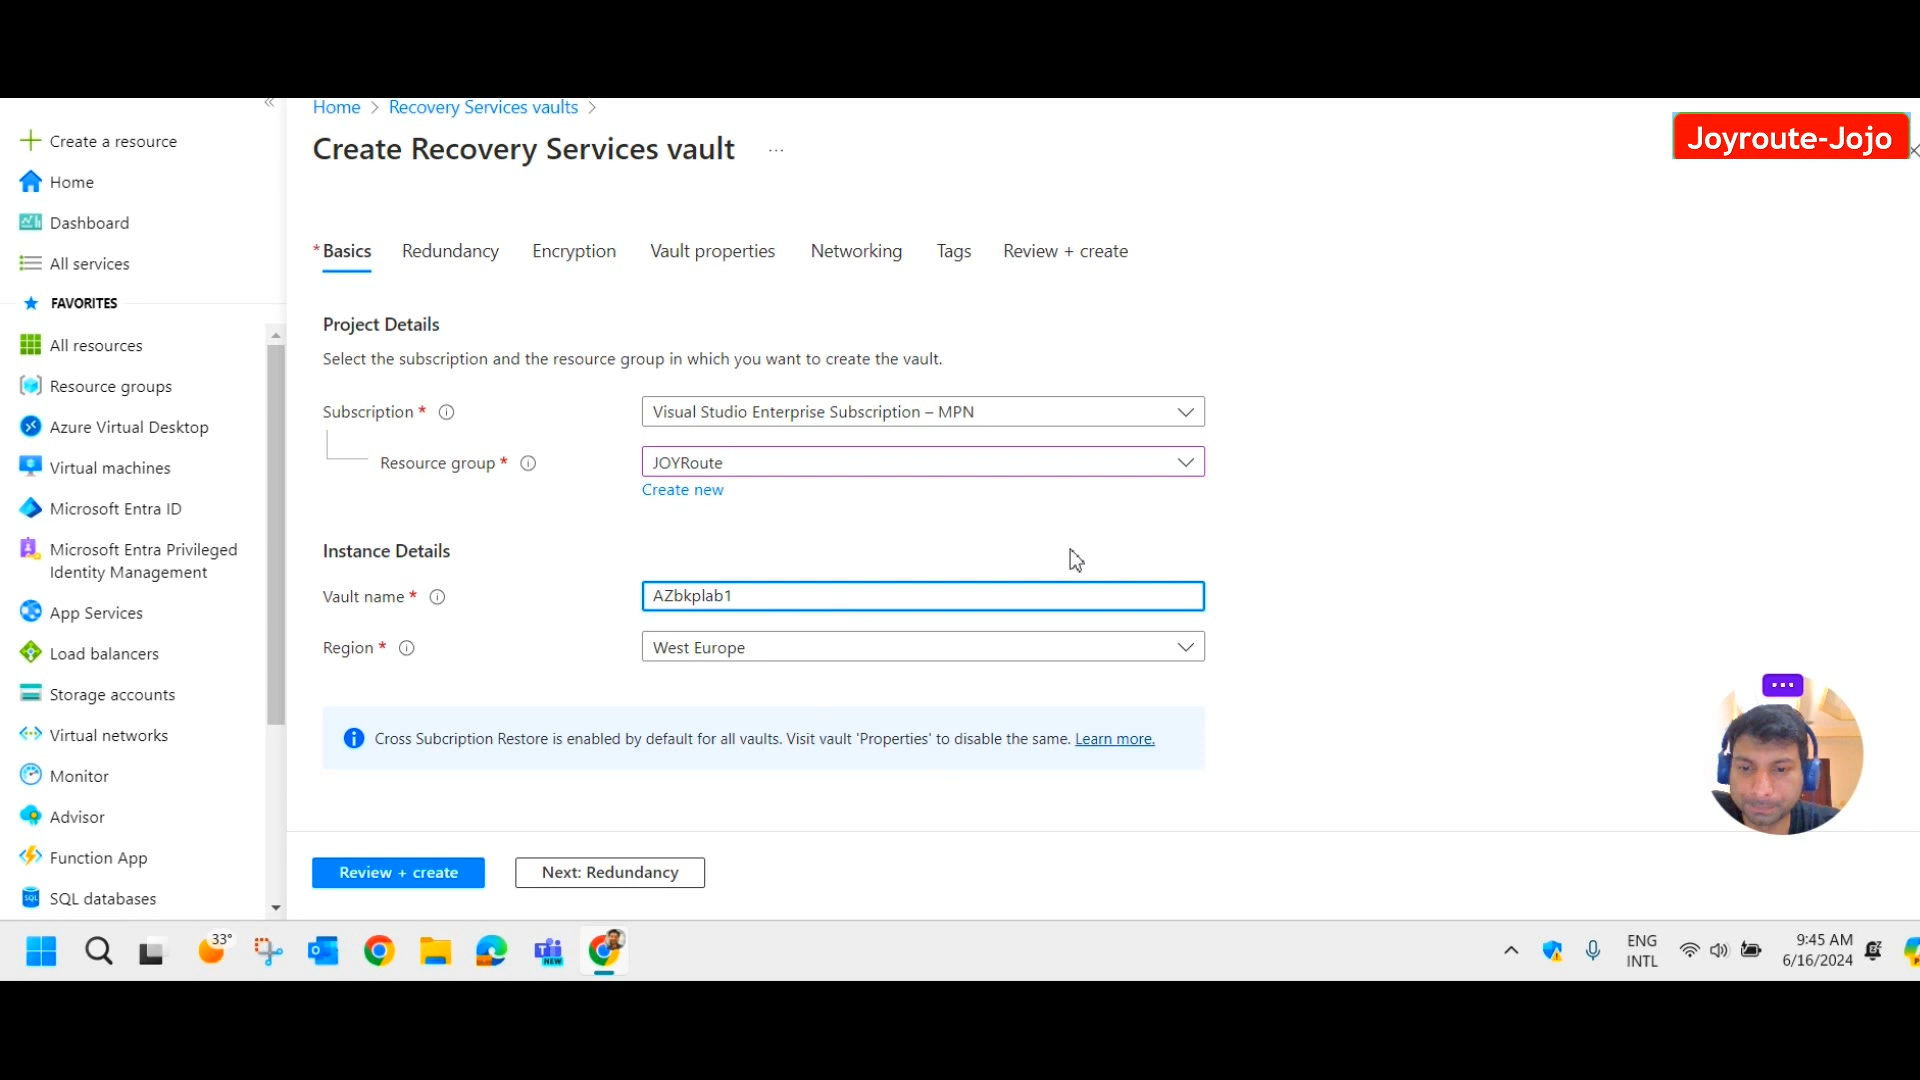 Home > Recovery Services vaults >
Create Recovery Services vault ...
Joyroute-Jojo
Create a resource
Home
Dashboard
All services
FAVORITES
All resources
Resource groups
Azure Virtual Desktop
Virtual machines
Microsoft Entra ID
Microsoft Entra Privileged
Identity Management
App Services
Load balancers
Storage accounts
Virtual networks
Monitor
Advisor
Function App
SQL databases
* Basics Redundancy Encryption Vault properties Networking Tags Review + create
Project Details
Select the subscription and the resource group in which you want to create the vault.
Subscription * Visual Studio Enterprise Subscription – MPN
Resource group * JOYRoute
Create new
Instance Details
Vault name * AZbkplab1
Region * West Europe
Cross Subcription Restore is enabled by default for all vaults. Visit vault 'Properties' to disable the same. Learn more.
Review + create Next: Redundancy
33°
NEW
ENG
INTL
9:45 AM
6/16/2024